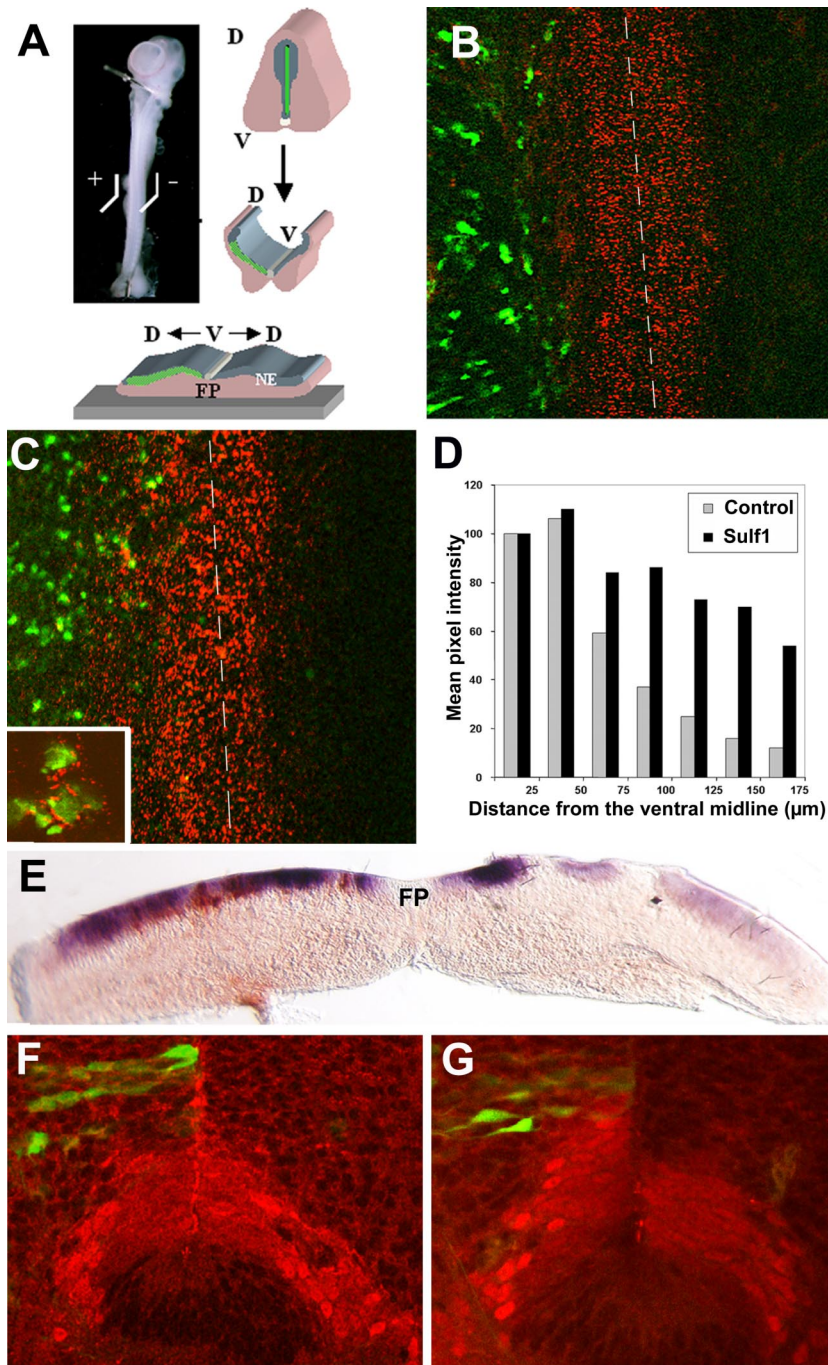 A
D
V
D
V
+
-
D V D
NE
FP
B
C
D
120
100
80
60
40
20
0
Mean pixel intensity
Control
Sulf1
25 50 75 100 125 150 175
Distance from the ventral midline (µm)
E
FP
F
G